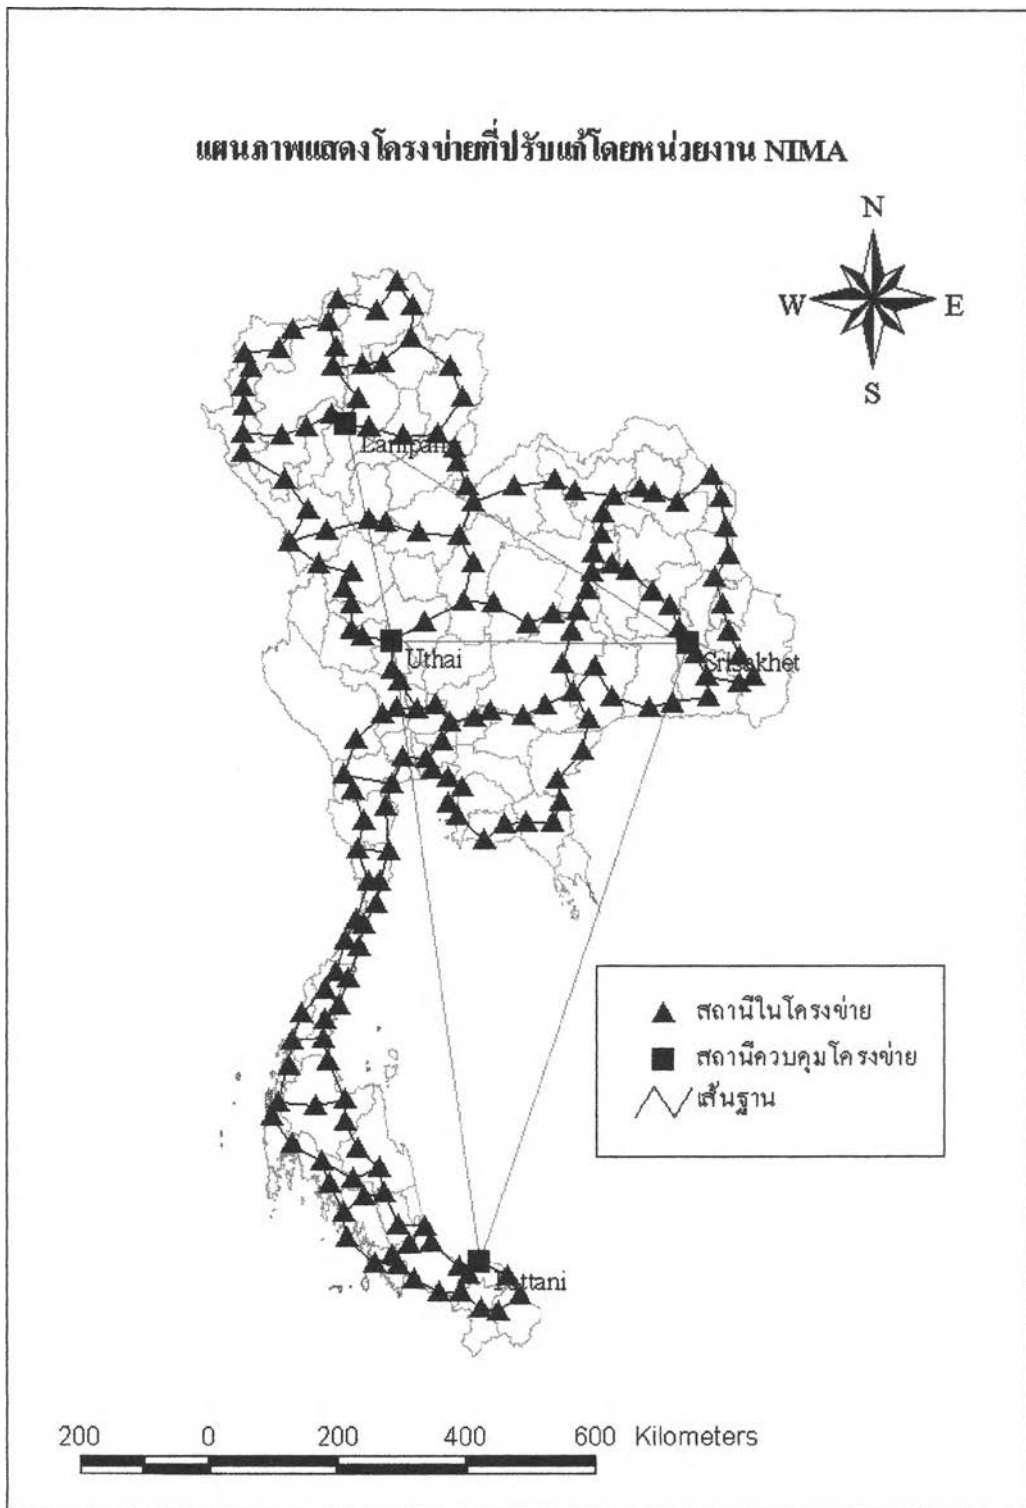 แผนภาพแสดงโครงข่ายที่ปรับแก้โดยหน่วยงาน NIMA
N
W E
S
Lampang
Uthai
Srisakhet
สถานีในโครงข่าย
สถานีควบคุมโครงข่าย
เส้นฐาน
Pattani
200 0 200 400 600 Kilometers